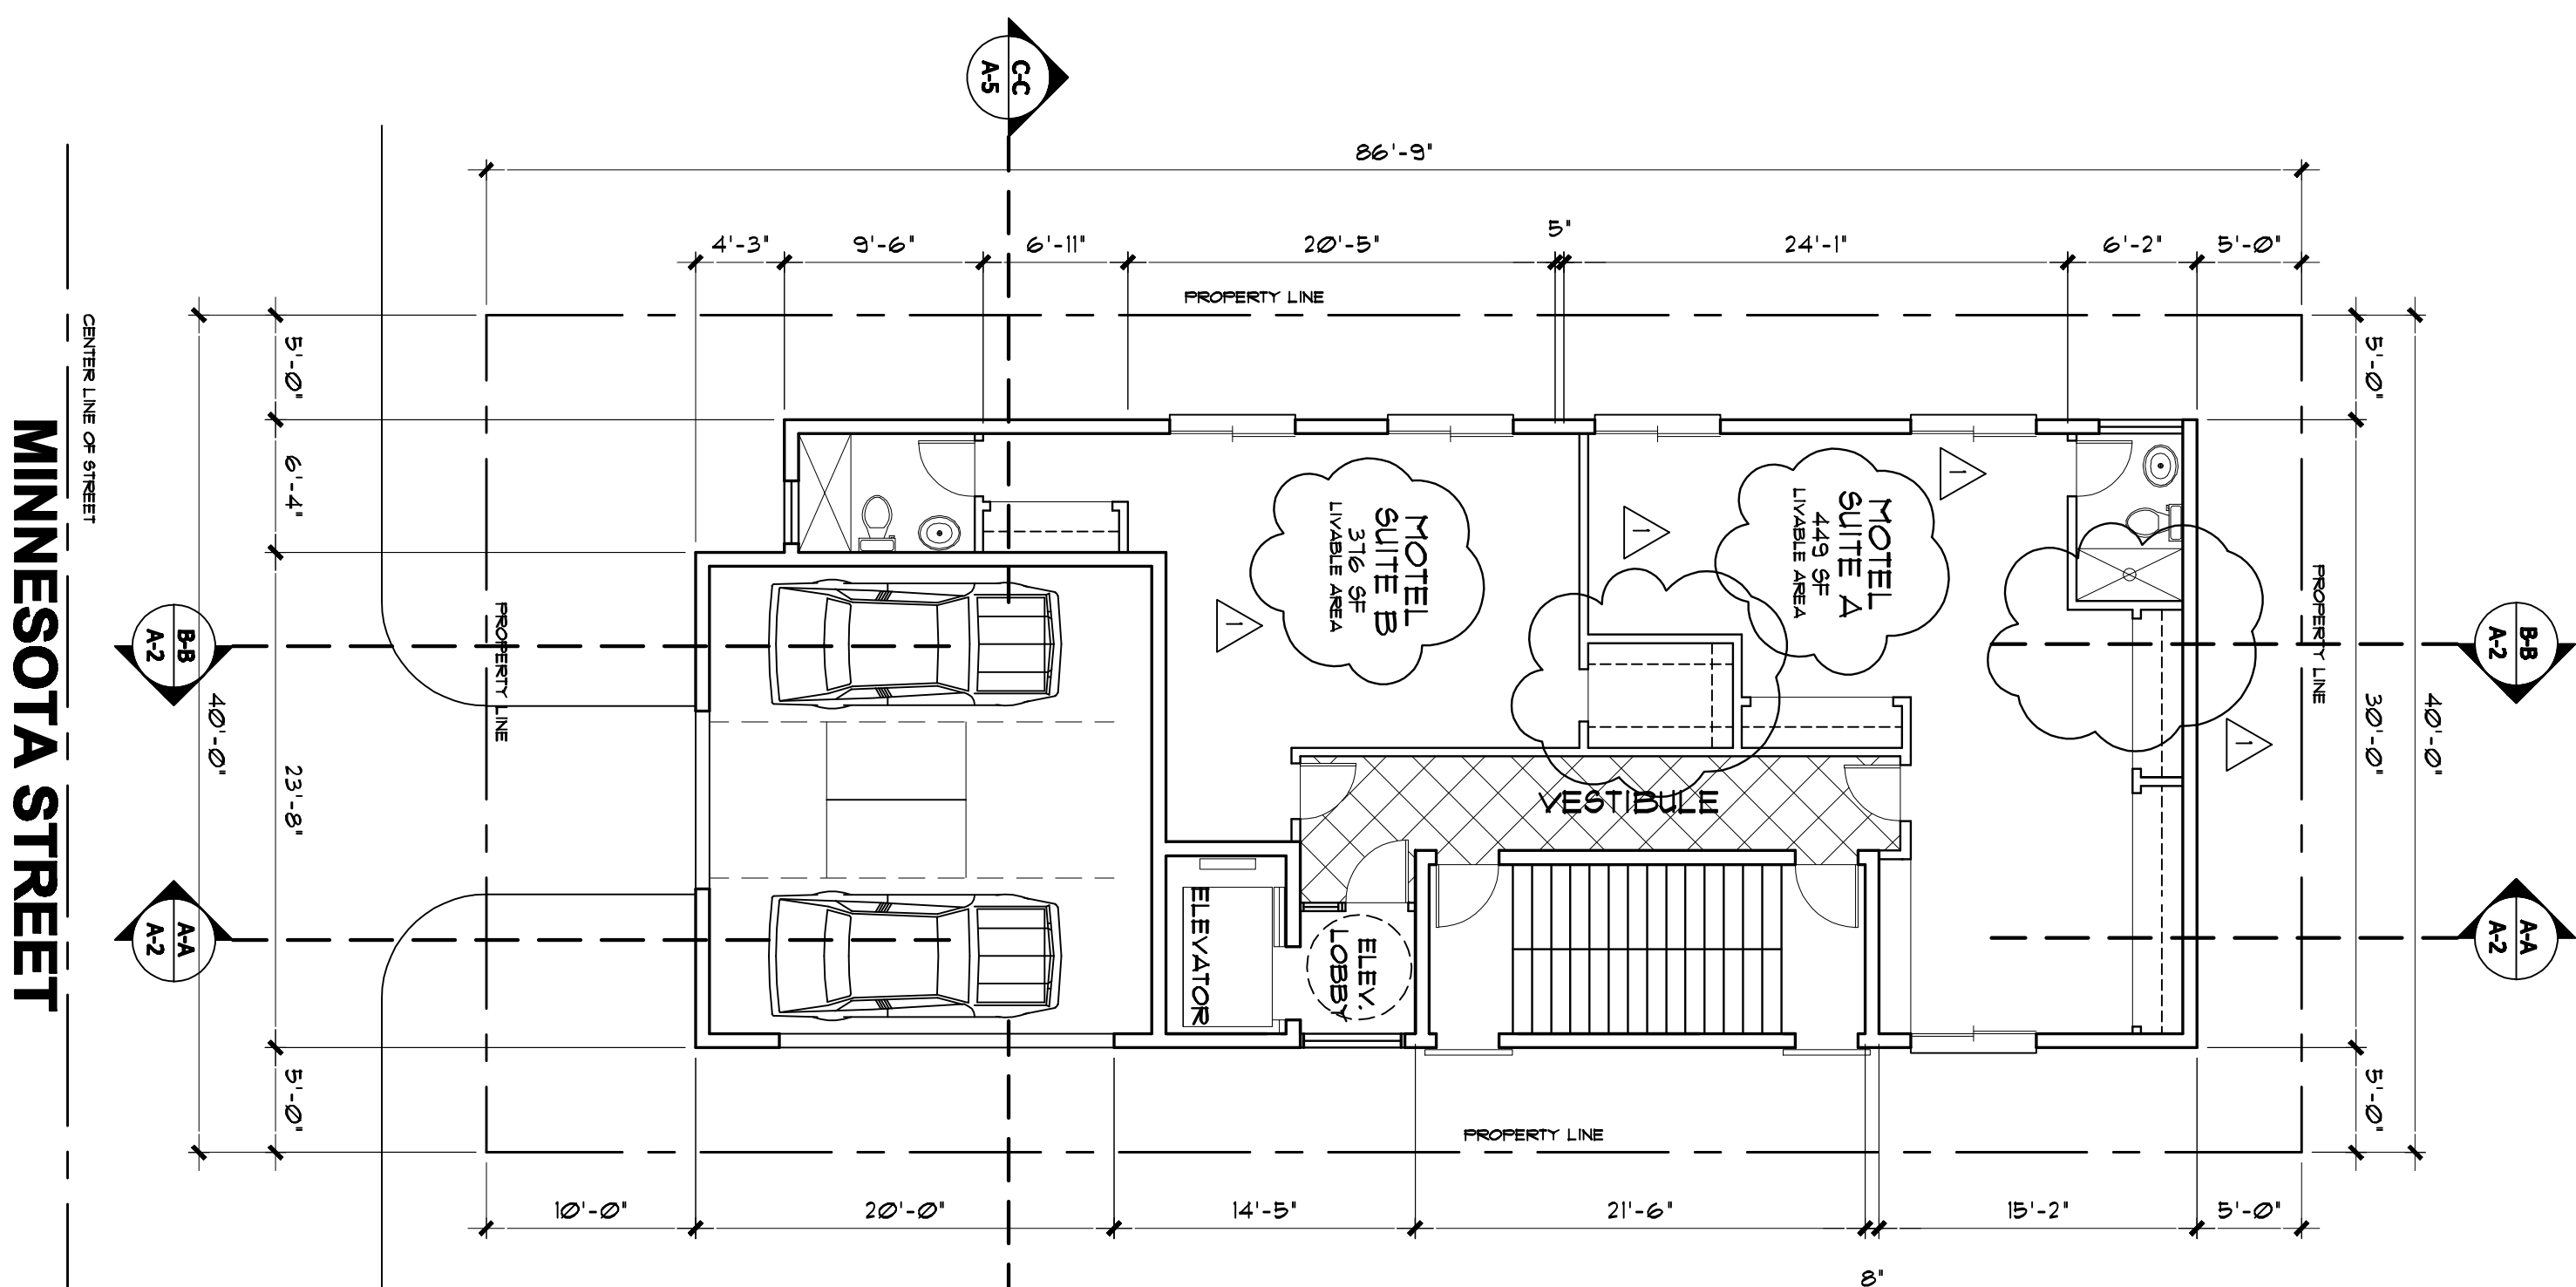 C-C
A-5
86'-9"
4'-3"
9'-6"
6'-11"
20'-5"
5"
24'-1"
6'-2"
5'-0"
PROPERTY LINE
CENTER LINE OF STREET
MINNESOTA STREET
5'-0"
6'-4"
23'-8"
5'-0"
40'-0"
B-B
A-2
A-A
A-2
PROPERTY LINE
MOTEL
SUITE B
376 SF
LIVABLE AREA
1
1
MOTEL
SUITE A
449 SF
LIVABLE AREA
1
1
VESTIBULE
ELEVATOR
ELEV.
LOBBY
PROPERTY LINE
5'-0"
30'-0"
5'-0"
40'-0"
B-B
A-2
A-A
A-2
PROPERTY LINE
10'-0"
20'-0"
14'-5"
21'-6"
8"
15'-2"
5'-0"